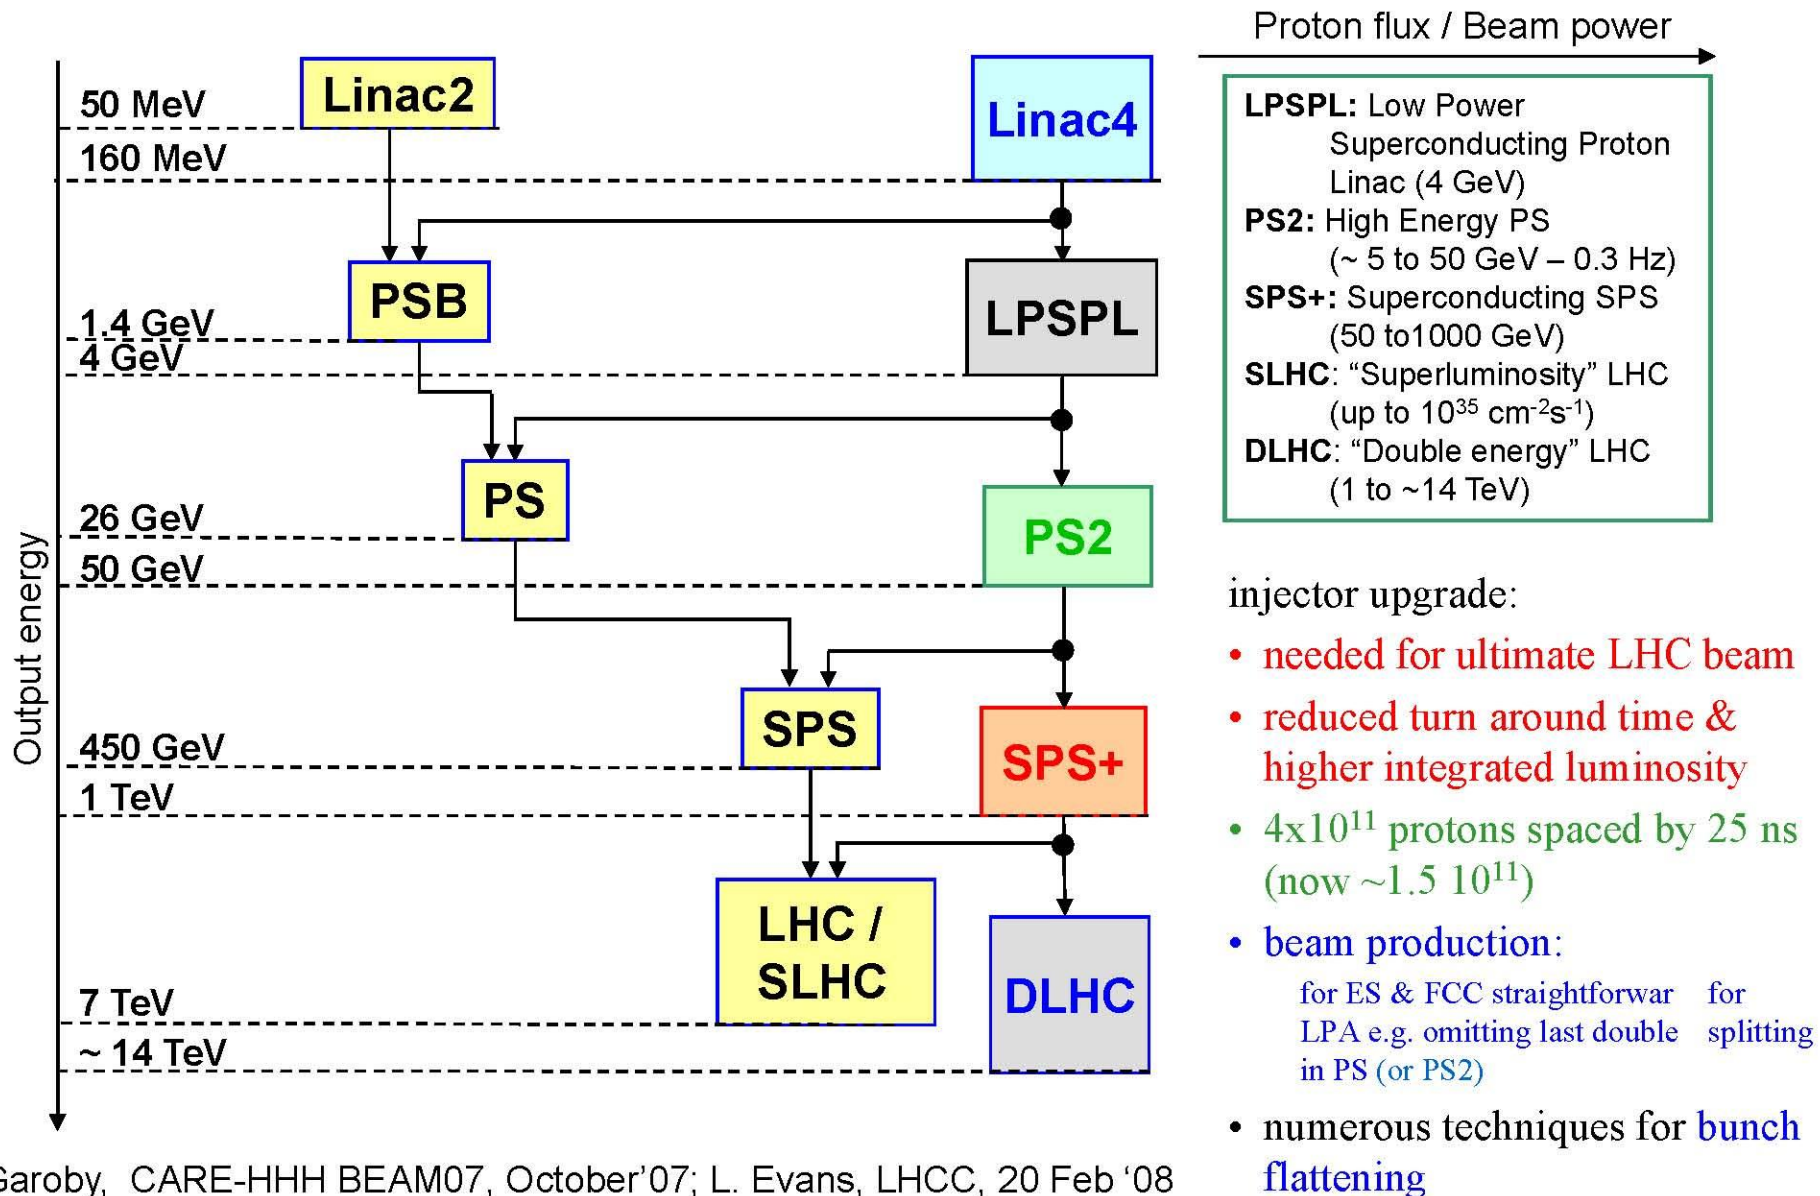 Proton flux / Beam power
Output energy
50 MeV
160 MeV
1.4 GeV
4 GeV
26 GeV
50 GeV
450 GeV
1 TeV
7 TeV
~ 14 TeV
Linac2
Linac4
PSB
LPSPL
PS
PS2
SPS
SPS+
LHC /
SLHC
DLHC
LPSPL: Low Power
Superconducting Proton
Linac (4 GeV)
PS2: High Energy PS
(~ 5 to 50 GeV – 0.3 Hz)
SPS+: Superconducting SPS
(50 to1000 GeV)
SLHC: “Superluminosity” LHC
(up to 10³⁵ cm⁻²s⁻¹)
DLHC: “Double energy” LHC
(1 to ~14 TeV)
injector upgrade:
• needed for ultimate LHC beam
• reduced turn around time &
higher integrated luminosity
• 4x10¹¹ protons spaced by 25 ns
(now ~1.5 10¹¹)
• beam production:
for ES & FCC straightforwar for
LPA e.g. omitting last double splitting
in PS (or PS2)
• numerous techniques for bunch
flattening
Garoby, CARE-HHH BEAM07, October’07; L. Evans, LHCC, 20 Feb ‘08